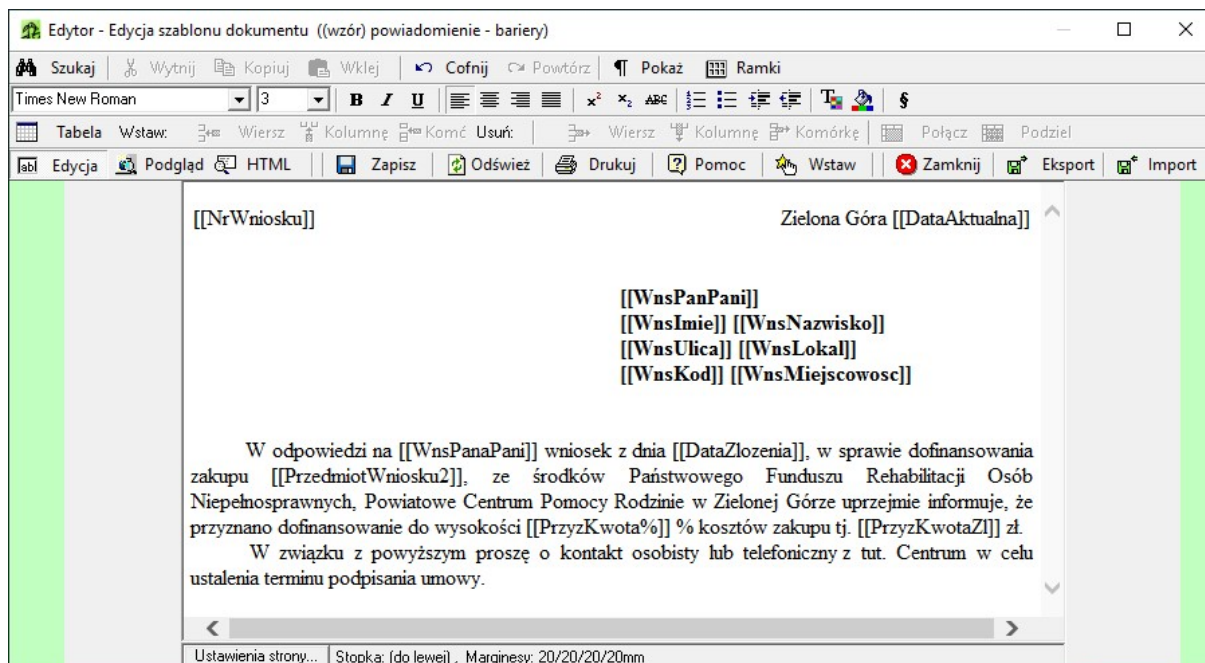 Edytor - Edycja szablonu dokumentu ((wzór) powiadomienie - bariery)
Szukaj Wytnij Kopiuj Wklej Cofnij Powtórz ¶ Pokaż Ramki
Times New Roman 3 B I U x² x₂ ABC §
Tabela Wstaw: Wiersz Kolumnę Komć Usuń: Wiersz Kolumnę Komórkę Połącz Podziel
Edycja Podgląd HTML Zapisz Odśwież Drukuj Pomoc Wstaw Zamknij Eksport Import
[[NrWniosku]] Zielona Góra [[DataAktualna]]
[[WnsPanPani]]
[[WnsImie]] [[WnsNazwisko]]
[[WnsUlica]] [[WnsLokal]]
[[WnsKod]] [[WnsMiejscowosc]]
W odpowiedzi na [[WnsPanaPani]] wniosek z dnia [[DataZlozenia]], w sprawie dofinansowania
zakupu [[PrzedmiotWniosku2]], ze środków Państwowego Funduszu Rehabilitacji Osób
Niepełnosprawnych, Powiatowe Centrum Pomocy Rodzinie w Zielonej Górze uprzejmie informuje, że
przyznano dofinansowanie do wysokości [[PrzyzKwota%]] % kosztów zakupu tj. [[PrzyzKwotaZl]] zł.
W związku z powyższym proszę o kontakt osobisty lub telefoniczny z tut. Centrum w celu
ustalenia terminu podpisania umowy.
Ustawienia strony... Stopka: (do lewej) , Marginesy: 20/20/20/20mm